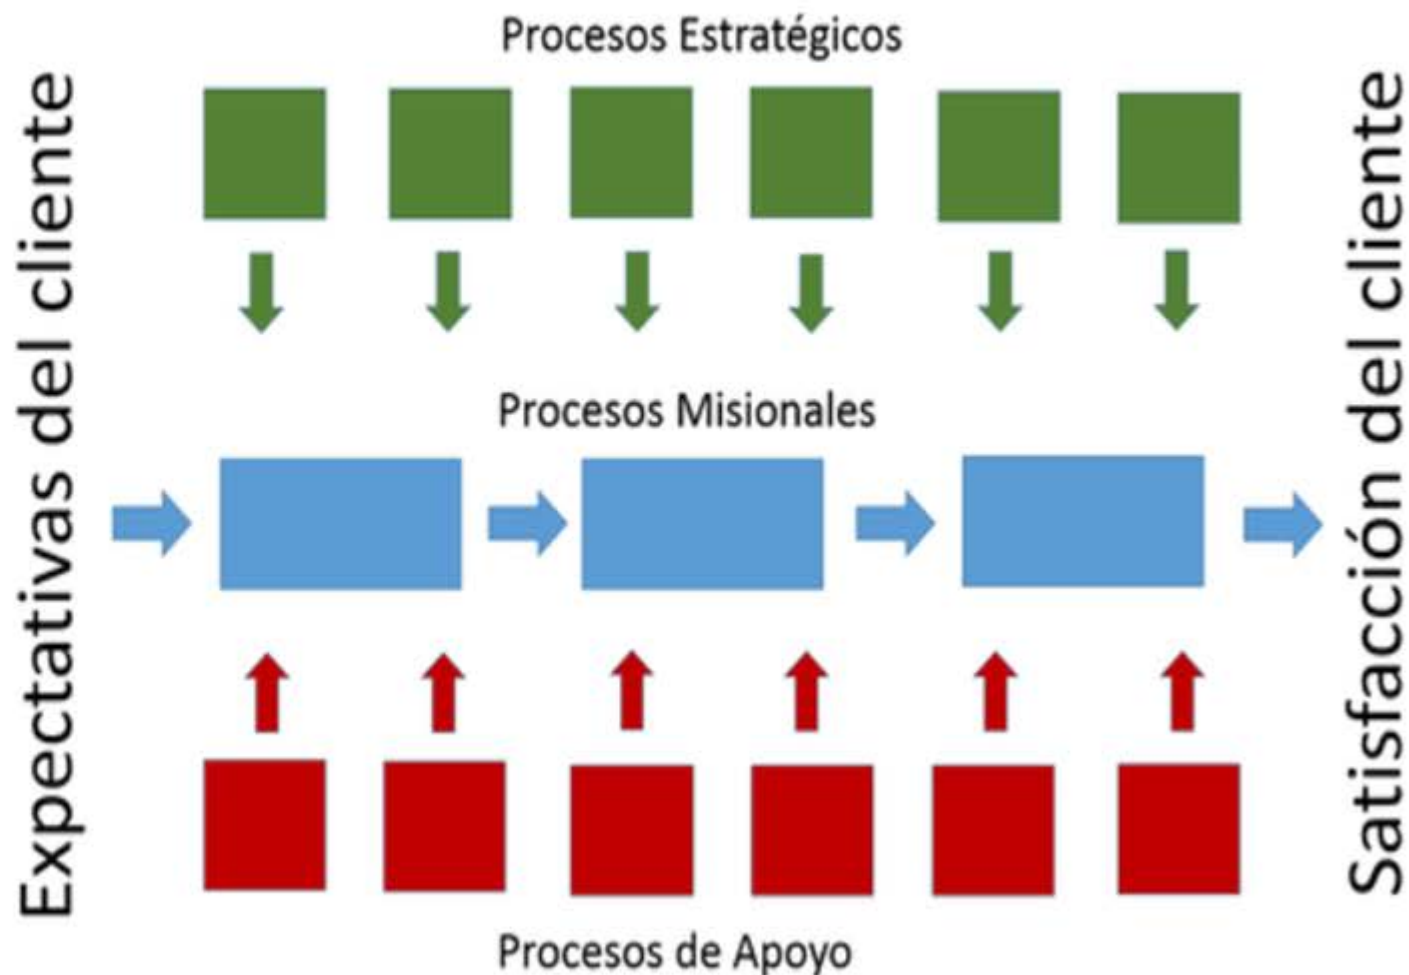 Procesos Estratégicos
Expectativas del cliente
Procesos Misionales
Satisfacción del cliente
Procesos de Apoyo